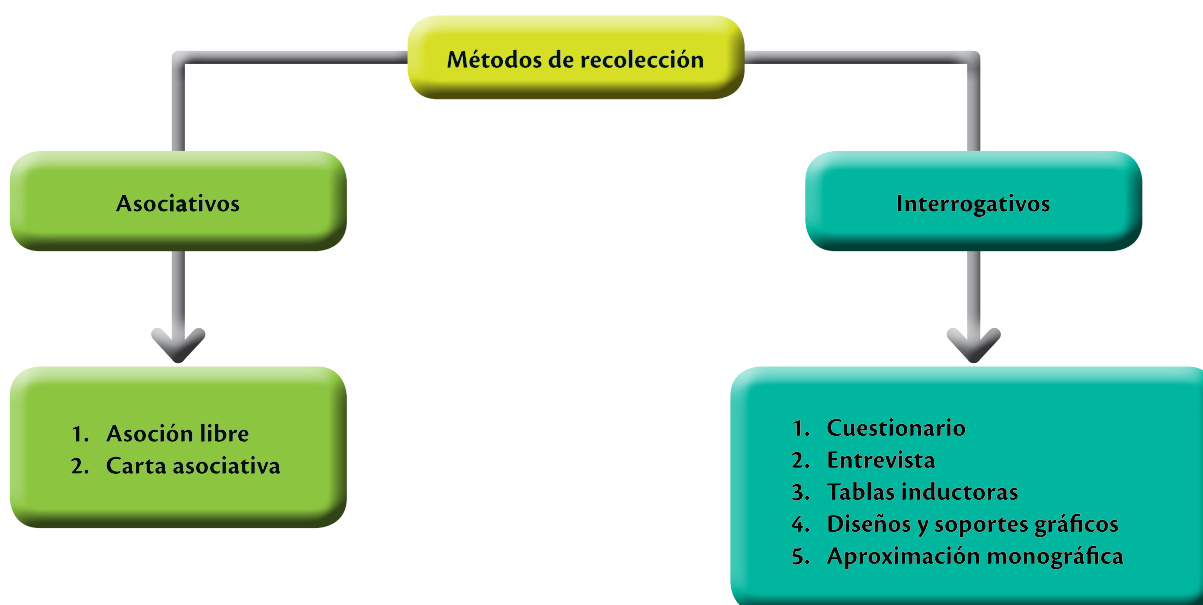 Métodos de recolección
Asociativos
Interrogativos
1. Asoción libre
2. Carta asociativa
1. Cuestionario
2. Entrevista
3. Tablas inductoras
4. Diseños y soportes gráficos
5. Aproximación monográfica